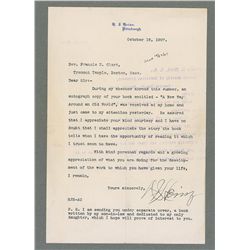 H. J. Heinz,
Pittsburgh
October 18, 1907.
Rev. Francis E. Clark,
Tremont Temple, Boston, Mass.
Dear Sir:-
During my absence abroad this summer, an
autograph copy of your book entitled - "A New Way
Around an Old World", was received at my home and
just came to my attention yesterday. Be assured
that I appreciate your kind courtesy and I have no
doubt that I shall appreciate the story the book
tells when I have the opportunity of reading it which
I trust soon to have.
With kind personal regards and a growing
appreciation of what you are doing for the develop-
ment of the work to which you have given your life,
I remain,
Yours sincerely,
HJH-AC
P. S. I am sending you under separate cover, a book
written by my son-in-law and dedicated to my only
daughter, which I hope will prove of interest to you.